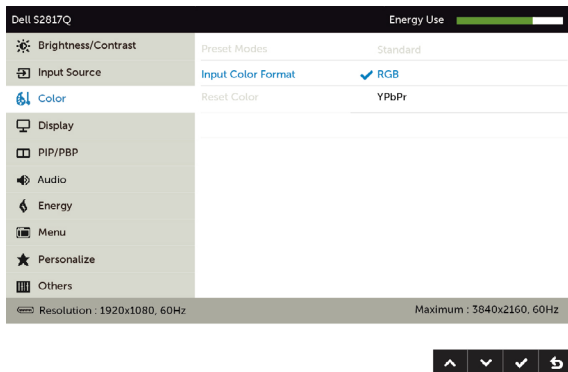 Dell S2817Q Energy Use
Brightness/Contrast Preset Modes Standard
Input Source Input Color Format RGB
Color Reset Color YPbPr
Display
PIP/PBP
Audio
Energy
Menu
Personalize
Others
Resolution : 1920x1080, 60Hz Maximum : 3840x2160, 60Hz